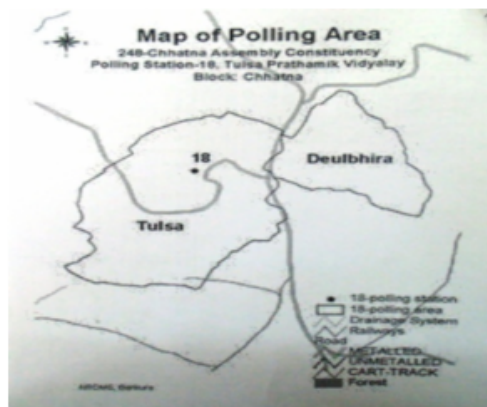 Map of Polling Area
248-Chhatna Assembly Constituency
Polling Station-18, Tulsa Prathamik Vidyalay
Block: Chhatna
18
Deulbhira
Tulsa
18-polling station
18-polling area
Drainage System
Railways
Road
METALLED
UNMETALLED
CART-TRACK
Forest